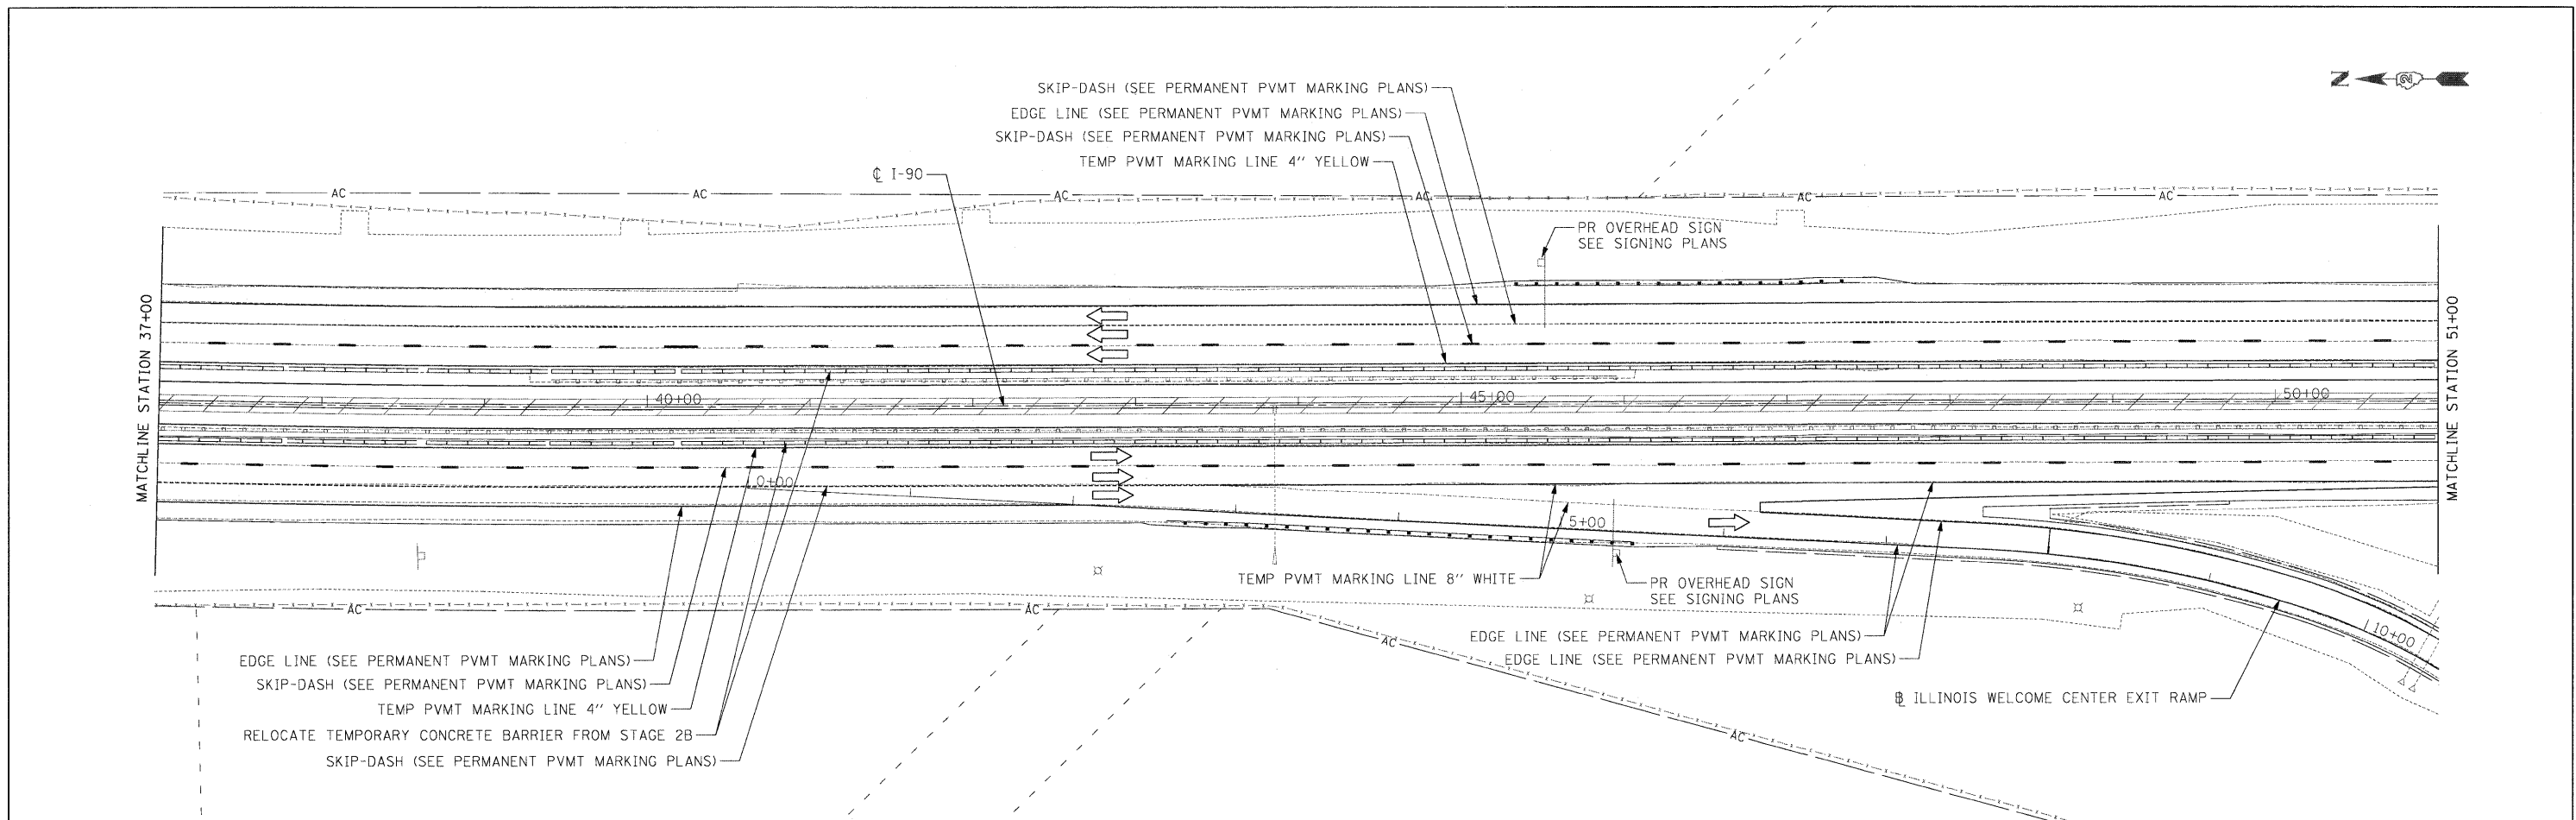 SKIP-DASH (SEE PERMANENT PVMT MARKING PLANS)
EDGE LINE (SEE PERMANENT PVMT MARKING PLANS)
SKIP-DASH (SEE PERMANENT PVMT MARKING PLANS)
TEMP PVMT MARKING LINE 4" YELLOW
℄ I-90
N
AC
AC
AC
AC
AC
AC
PR OVERHEAD SIGN
SEE SIGNING PLANS
MATCHLINE STATION 37+00
MATCHLINE STATION 51+00
40+00
45+00
50+00
0+00
5+00
10+00
TEMP PVMT MARKING LINE 8" WHITE
PR OVERHEAD SIGN
SEE SIGNING PLANS
AC
AC
AC
AC
EDGE LINE (SEE PERMANENT PVMT MARKING PLANS)
EDGE LINE (SEE PERMANENT PVMT MARKING PLANS)
EDGE LINE (SEE PERMANENT PVMT MARKING PLANS)
SKIP-DASH (SEE PERMANENT PVMT MARKING PLANS)
TEMP PVMT MARKING LINE 4" YELLOW
RELOCATE TEMPORARY CONCRETE BARRIER FROM STAGE 2B
SKIP-DASH (SEE PERMANENT PVMT MARKING PLANS)
ILLINOIS WELCOME CENTER EXIT RAMP